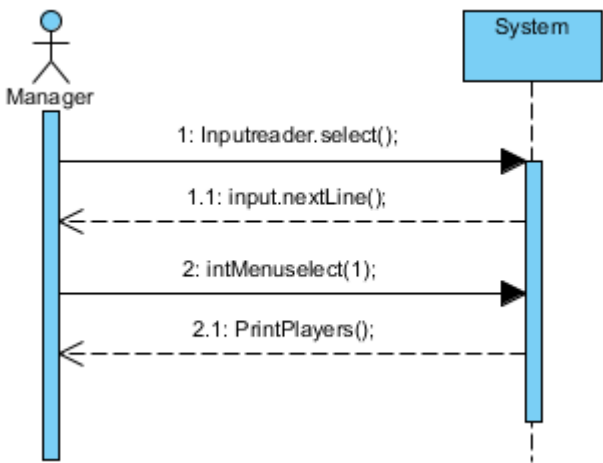 System
Manager
1: Inputreader.select();
1.1: input.nextLine();
2: intMenuselect(1);
2.1: PrintPlayers();